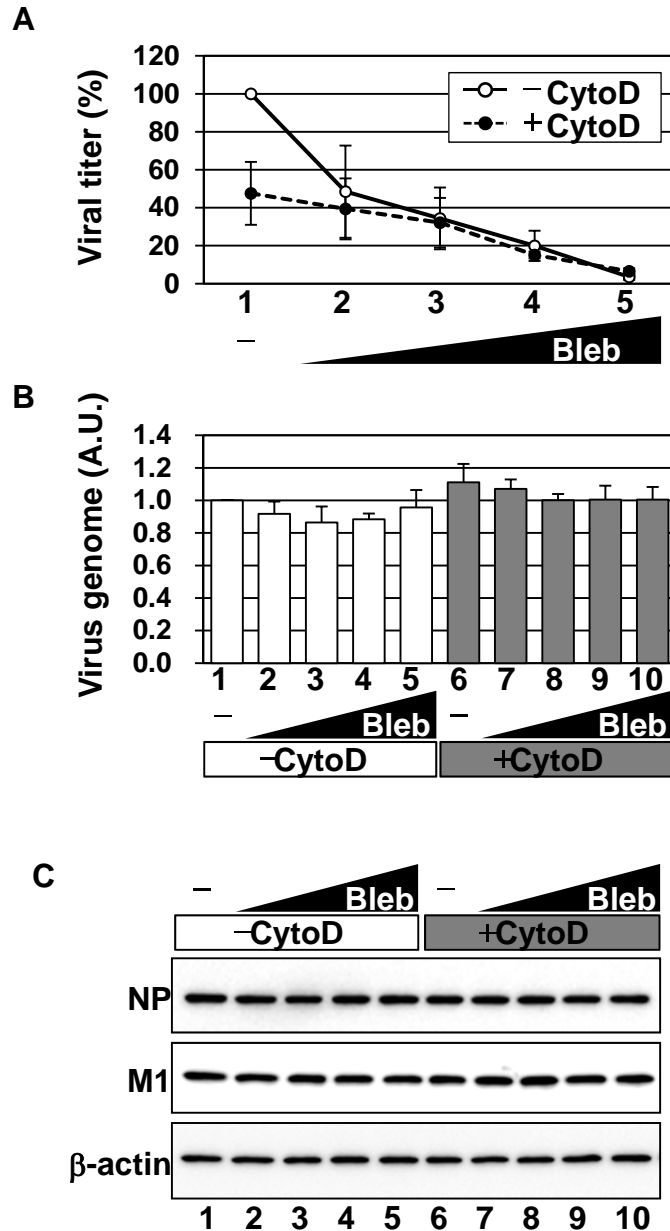 A
Viral titer (%)
120
100
80
60
40
20
0
−CytoD
+CytoD
1 2 3 4 5
− Bleb
B
Virus genome (A.U.)
1.4
1.2
1.0
0.8
0.6
0.4
0.2
0.0
1 2 3 4 5 6 7 8 9 10
− Bleb − Bleb
−CytoD +CytoD
C
− Bleb − Bleb
−CytoD +CytoD
NP
M1
β-actin
1 2 3 4 5 6 7 8 9 10